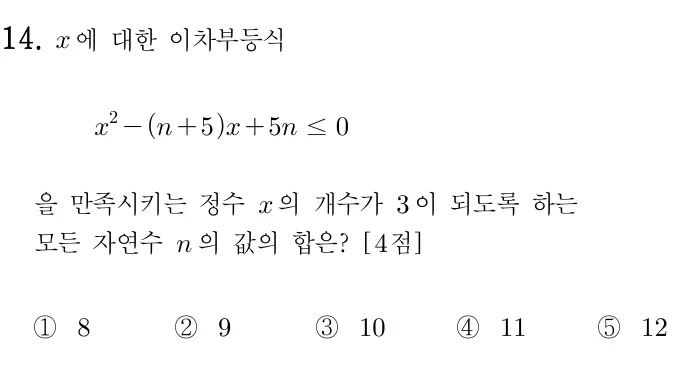 14. x에 대한 이차부등식
x² − (n+5)x + 5n ≤ 0
을 만족시키는 정수 x의 개수가 3이 되도록 하는
모든 자연수 n의 값의 합은? [4점]
① 8 ② 9 ③ 10 ④ 11 ⑤ 12